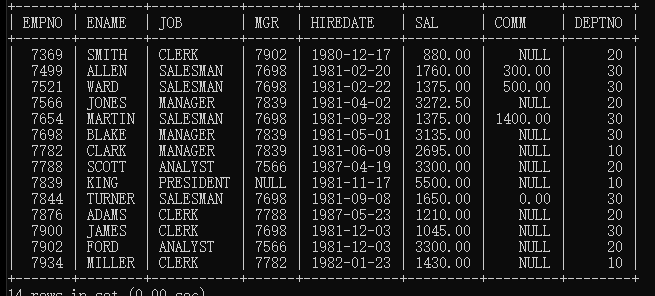 | EMPNO | ENAME | JOB | MGR | HIREDATE | SAL | COMM | DEPTNO |
| 7369 | SMITH | CLERK | 7902 | 1980-12-17 | 880.00 | NULL | 20 |
| 7499 | ALLEN | SALESMAN | 7698 | 1981-02-20 | 1760.00 | 300.00 | 30 |
| 7521 | WARD | SALESMAN | 7698 | 1981-02-22 | 1375.00 | 500.00 | 30 |
| 7566 | JONES | MANAGER | 7839 | 1981-04-02 | 3272.50 | NULL | 20 |
| 7654 | MARTIN | SALESMAN | 7698 | 1981-09-28 | 1375.00 | 1400.00 | 30 |
| 7698 | BLAKE | MANAGER | 7839 | 1981-05-01 | 3135.00 | NULL | 30 |
| 7782 | CLARK | MANAGER | 7839 | 1981-06-09 | 2695.00 | NULL | 10 |
| 7788 | SCOTT | ANALYST | 7566 | 1987-04-19 | 3300.00 | NULL | 20 |
| 7839 | KING | PRESIDENT | NULL | 1981-11-17 | 5500.00 | NULL | 10 |
| 7844 | TURNER | SALESMAN | 7698 | 1981-09-08 | 1650.00 | 0.00 | 30 |
| 7876 | ADAMS | CLERK | 7788 | 1987-05-23 | 1210.00 | NULL | 20 |
| 7900 | JAMES | CLERK | 7698 | 1981-12-03 | 1045.00 | NULL | 30 |
| 7902 | FORD | ANALYST | 7566 | 1981-12-03 | 3300.00 | NULL | 20 |
| 7934 | MILLER | CLERK | 7782 | 1982-01-23 | 1430.00 | NULL | 10 |
14 rows in set (0.00 sec)